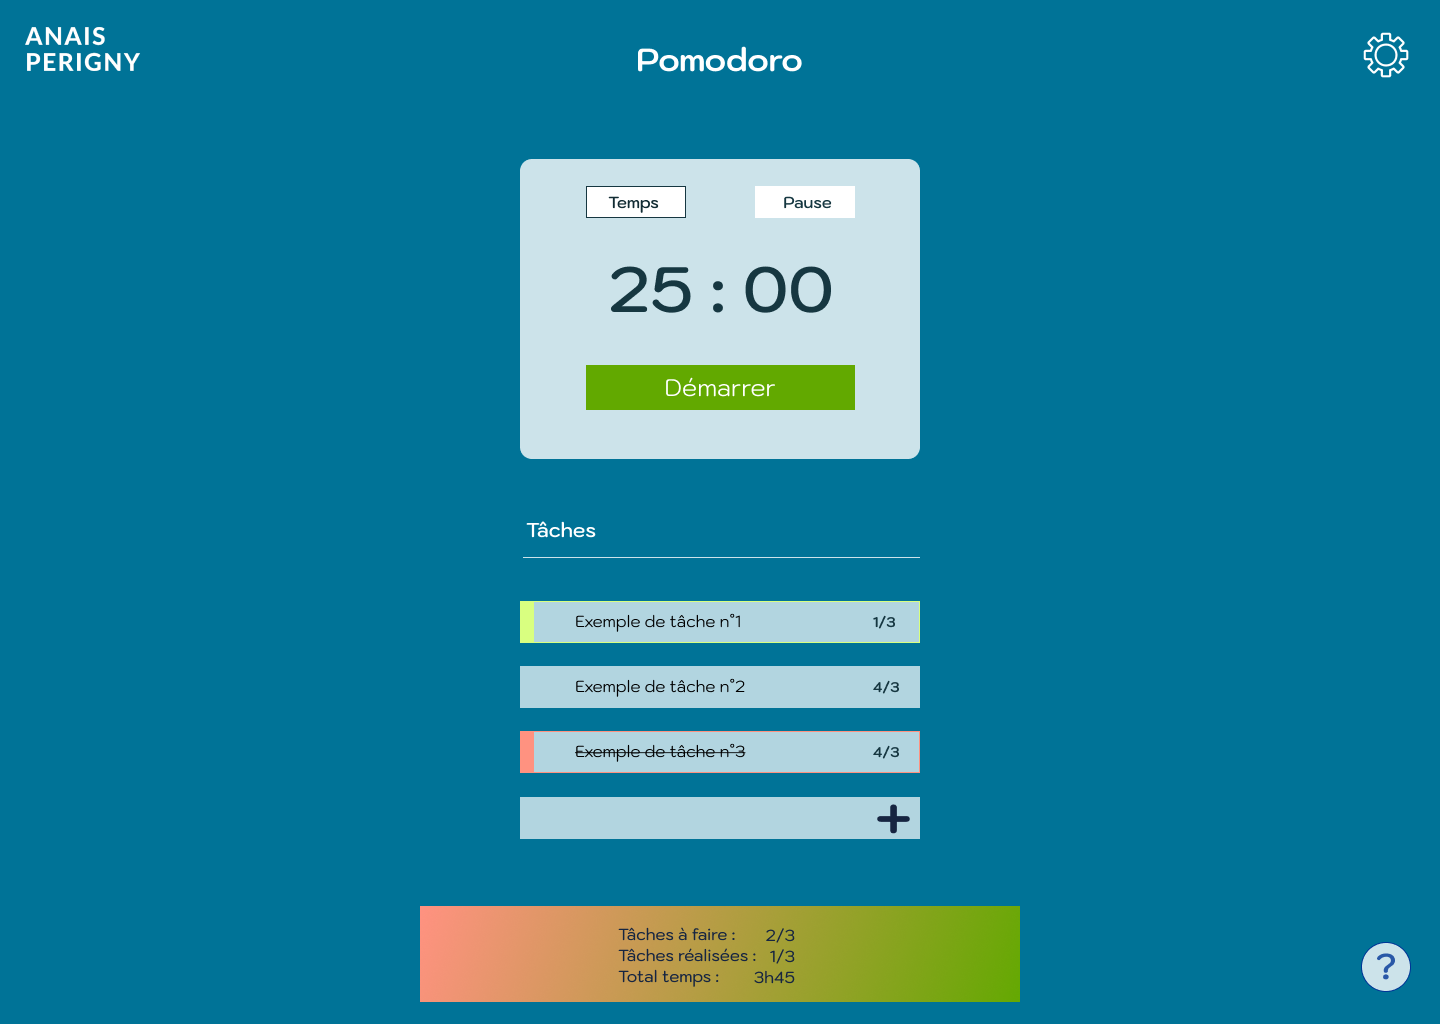 ANAIS
PERIGNY
Pomodoro
Temps
Pause
25 : 00
Démarrer
Tâches
Exemple de tâche n°1 1/3
Exemple de tâche n°2 4/3
Exemple de tâche n°3 4/3
Tâches à faire : 2/3
Tâches réalisées : 1/3
Total temps : 3h45
?